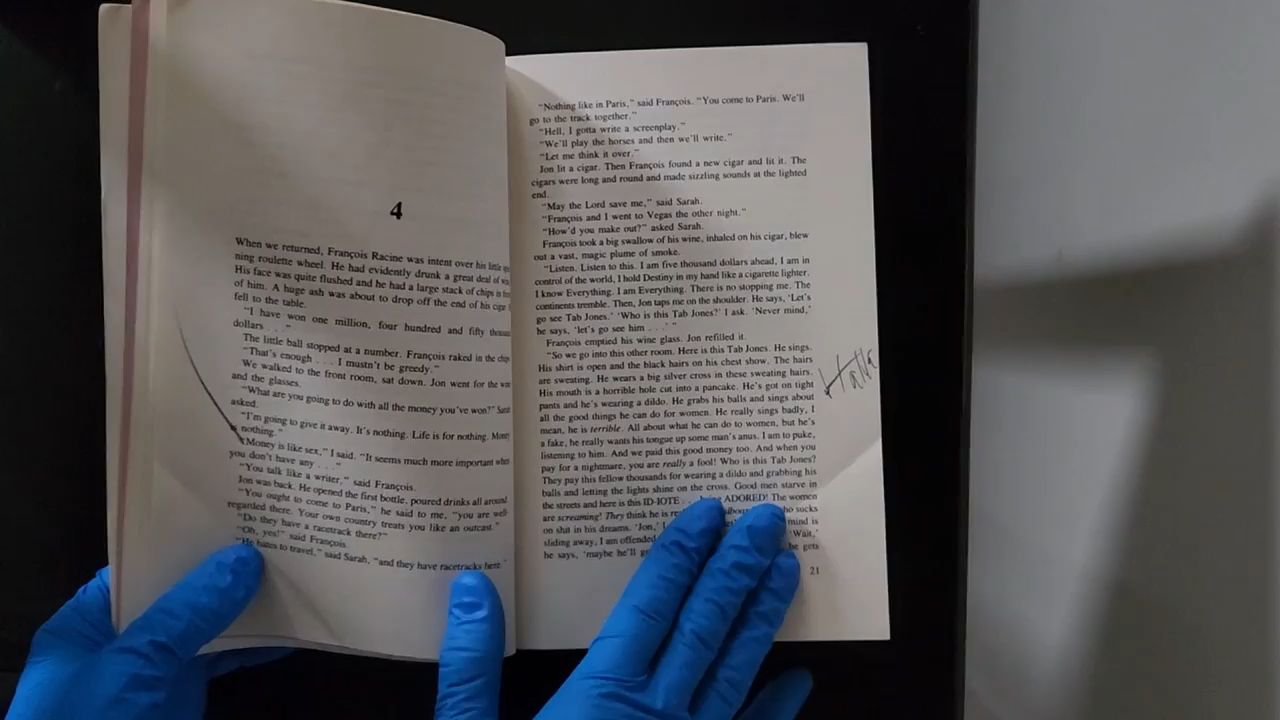 4
When we returned, François Racine was intent over his little
ning roulette wheel. He had evidently drunk a great deal of
His face was quite flushed and he had a large stack of chips in
of him. A huge ash was about to drop off the end of his
fell to the table.
"I have won one million, four hundred and fifty
dollars . . ."
The little ball stopped at a number. François raked in the
"That's enough . . . I mustn't be greedy."
We walked to the front room, sat down. Jon went for the
and the glasses.
"What are you going to do with all the money you've won?"
asked.
"I'm going to give it away. It's nothing. Life is for nothing.
nothing."
"Money is like sex," I said. "It seems much more important when
you don't have any . . ."
"You talk like a writer," said François.
Jon was back. He opened the first bottle, poured drinks all around.
"You ought to come to Paris," he said to me, "you are well
regarded there. Your own country treats you like an outcast."
"Do they have a racetrack there?"
"Oh, yes!" said François.
"He hates to travel," said Sarah, "and they have racetracks here."
"Nothing like in Paris," said François. "You come to Paris. We'll
go to the track together."
"Hell, I gotta write a screenplay."
"We'll play the horses and then we'll write."
"Let me think it over."
Jon lit a cigar. Then François found a new cigar and lit it. The
cigars were long and round and made sizzling sounds at the lighted
end.
"May the Lord save me," said Sarah.
"François and I went to Vegas the other night."
"How'd you make out?" asked Sarah.
François took a big swallow of his wine, inhaled on his cigar, blew
out a vast, magic plume of smoke.
"Listen. Listen to this. I am five thousand dollars ahead, I am in
control of the world, I hold Destiny in my hand like a cigarette lighter.
I know Everything. I am Everything. There is no stopping me. The
continents tremble. Then, Jon taps me on the shoulder. He says, 'Let's
go see Tab Jones.' 'Who is this Tab Jones?' I ask. 'Never mind,'
he says, 'let's go see him . . .' "
François emptied his wine glass. Jon refilled it.
"So we go into this other room. Here is this Tab Jones. He sings.
His shirt is open and the black hairs on his chest show. The hairs
are sweating. He wears a big silver cross in these sweating hairs.
His mouth is a horrible hole cut into a pancake. He's got on tight
pants and he's wearing a dildo. He grabs his balls and sings about
all the good things he can do for women. He really sings badly, I
mean, he is terrible. All about what he can do to women, but he's
a fake, he really wants his tongue up some man's anus. I am to puke,
listening to him. And we paid this good money too. And when you
pay for a nightmare, you are really a fool! Who is this Tab Jones?
They pay this fellow thousands for wearing a dildo and grabbing his
balls and letting the lights shine on the cross. Good men starve in
the streets and here is this ID-IOTE . . . being ADORED! The women
are screaming! They think he is who sucks
on shit in his dreams. 'Jon,' I mind is
sliding away, I am offended 'Wait,'
he says, 'maybe he'll he gets
21